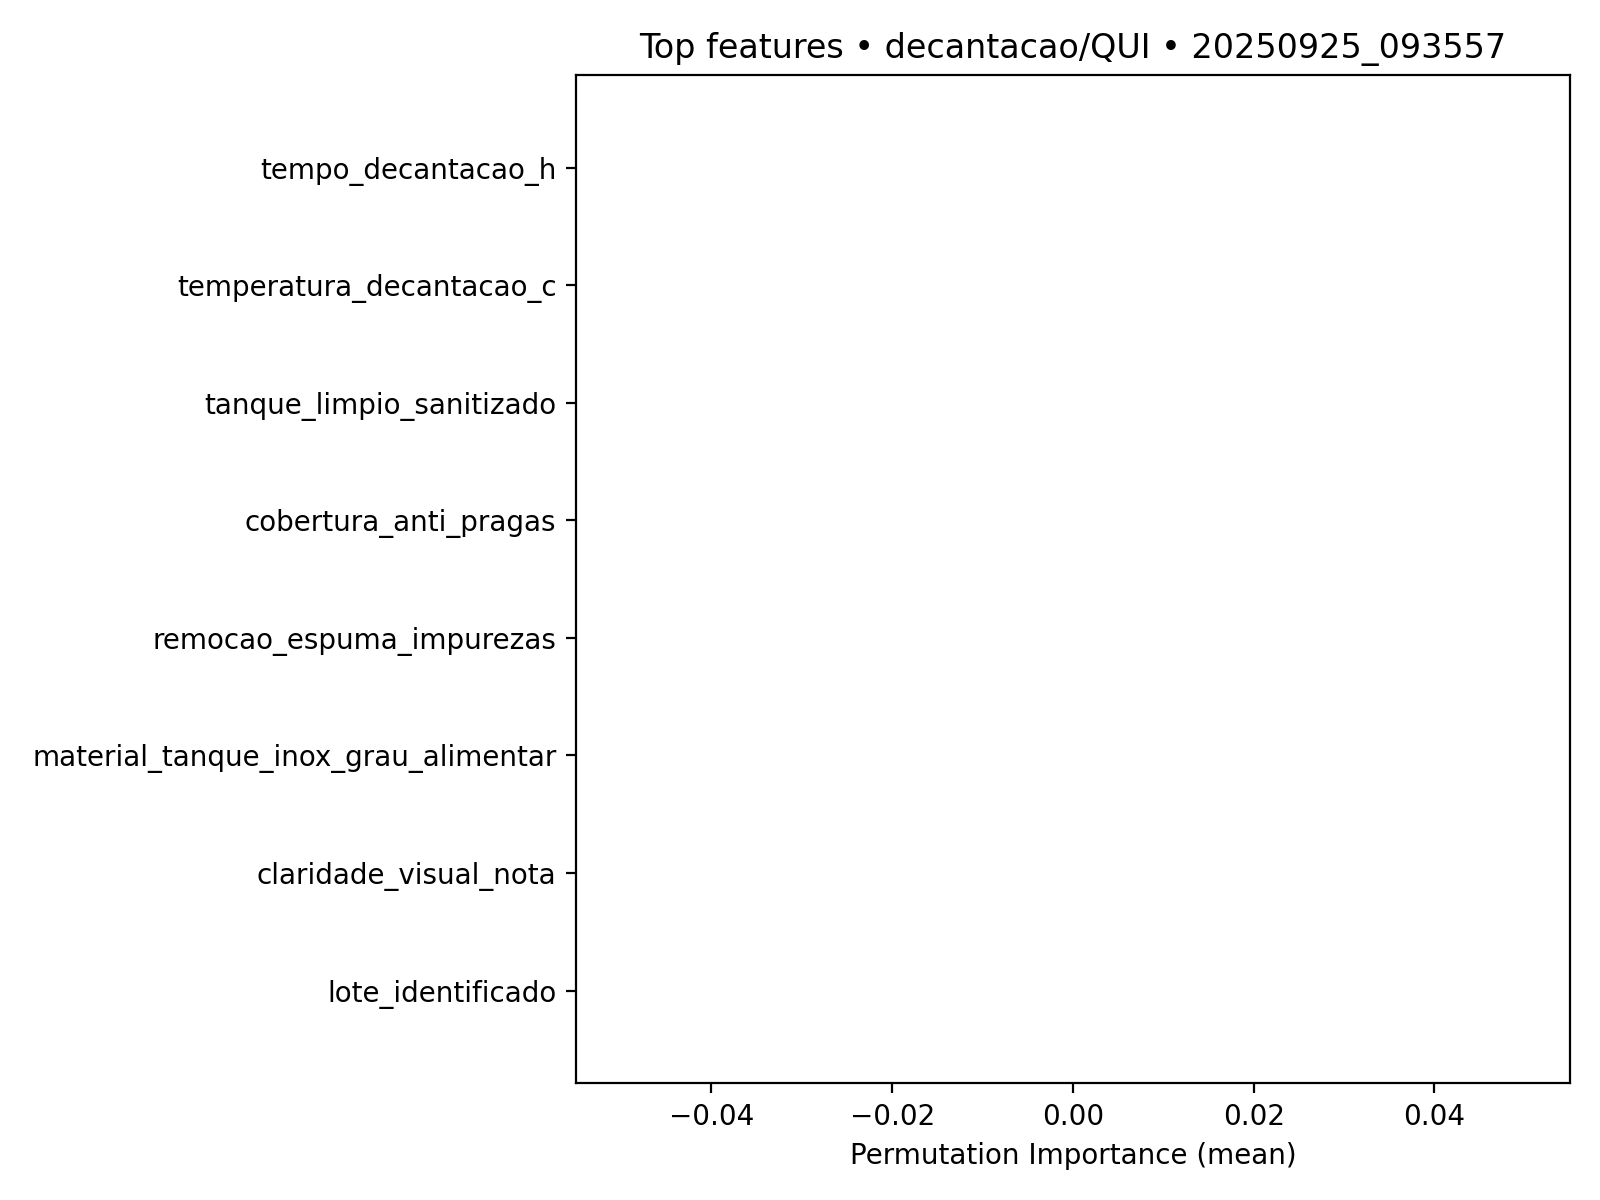 Top features • decantacao/QUI • 20250925_093557
tempo_decantacao_h
temperatura_decantacao_c
tanque_limpio_sanitizado
cobertura_anti_pragas
remocao_espuma_impurezas
material_tanque_inox_grau_alimentar
claridade_visual_nota
lote_identificado
−0.04 −0.02 0.00 0.02 0.04
Permutation Importance (mean)